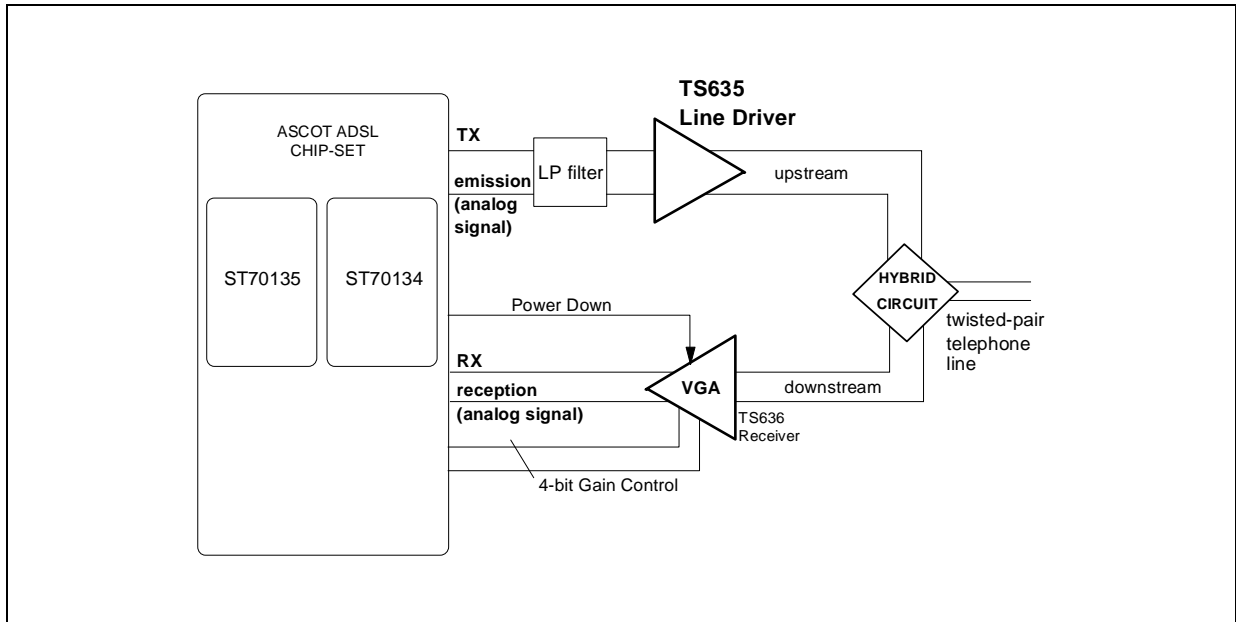 TS635
Line Driver
ASCOT ADSL
CHIP-SET
TX
LP filter
emission
(analog
signal)
upstream
ST70135
ST70134
HYBRID
CIRCUIT
Power Down
twisted-pair
telephone
line
RX
VGA
downstream
reception
(analog signal)
TS636
Receiver
4-bit Gain Control